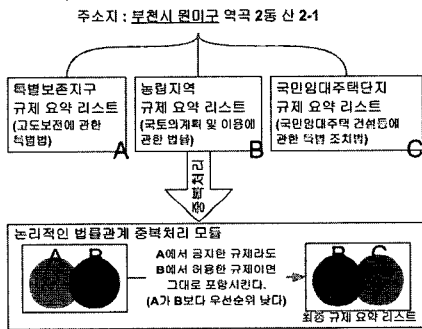 주소지 : 부천시 원미구 역곡 2동 산 2-1
특별보존지구
규제 요약 리스트
(고도보전에 관한
특별법)
A
농림지역
규제 요약 리스트
(국토의계획 및 이용에
관한 법률)
B
국민임대주택단지
규제 요약 리스트
(국민임대주택 건설등에
관한 특별 조치법)
C
중복처리
논리적인 법률관계 중복처리 모듈
A B
A에서 금지한 규제라도
B에서 허용한 규제이면
그대로 포함시킨다.
(A가 B보다 우선순위 낮다)
B C
최종 규제 요약 리스트